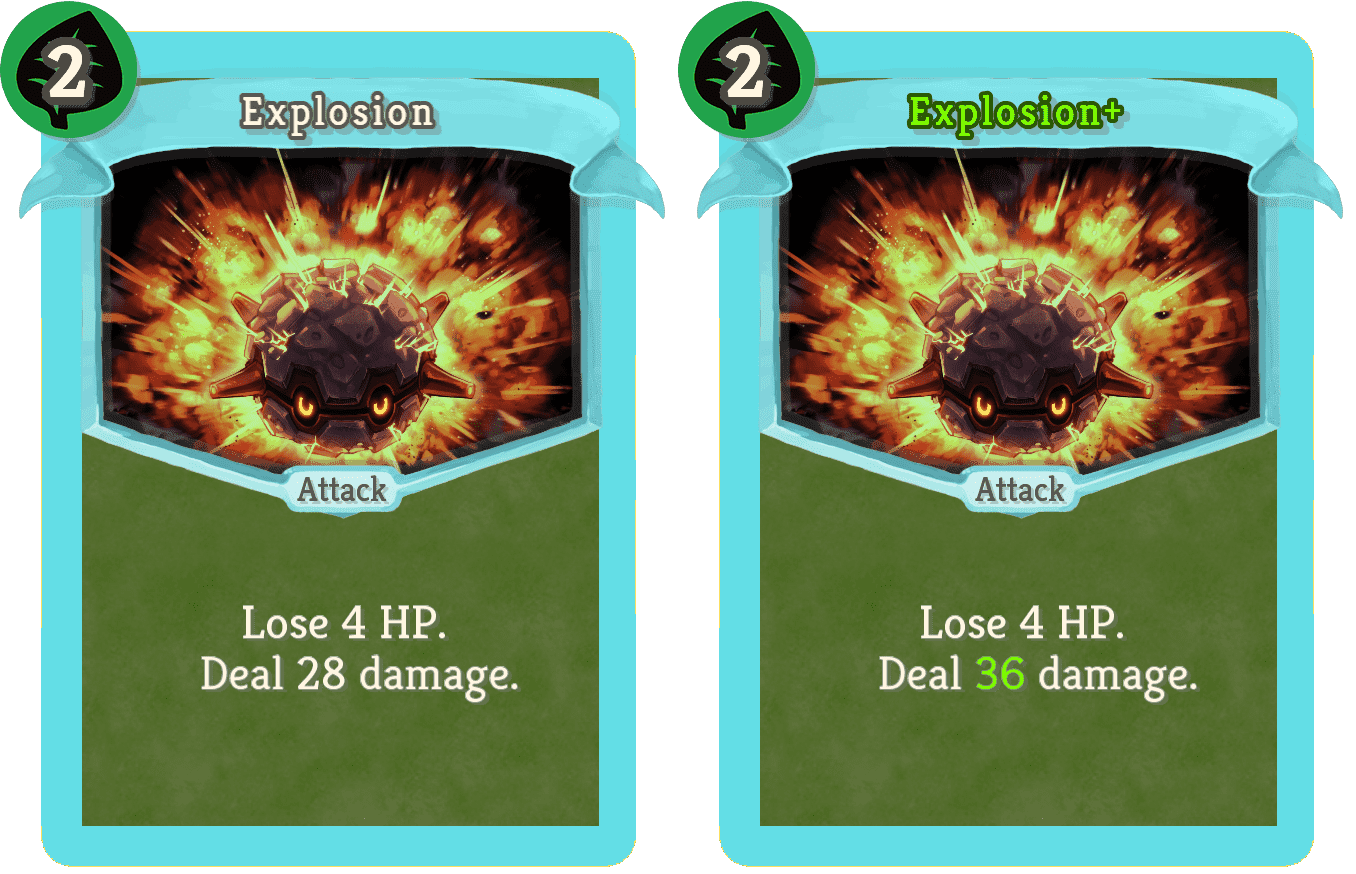 2
Explosion
Attack
Lose 4 HP.
Deal 28 damage.
2
Explosion+
Attack
Lose 4 HP.
Deal 36 damage.